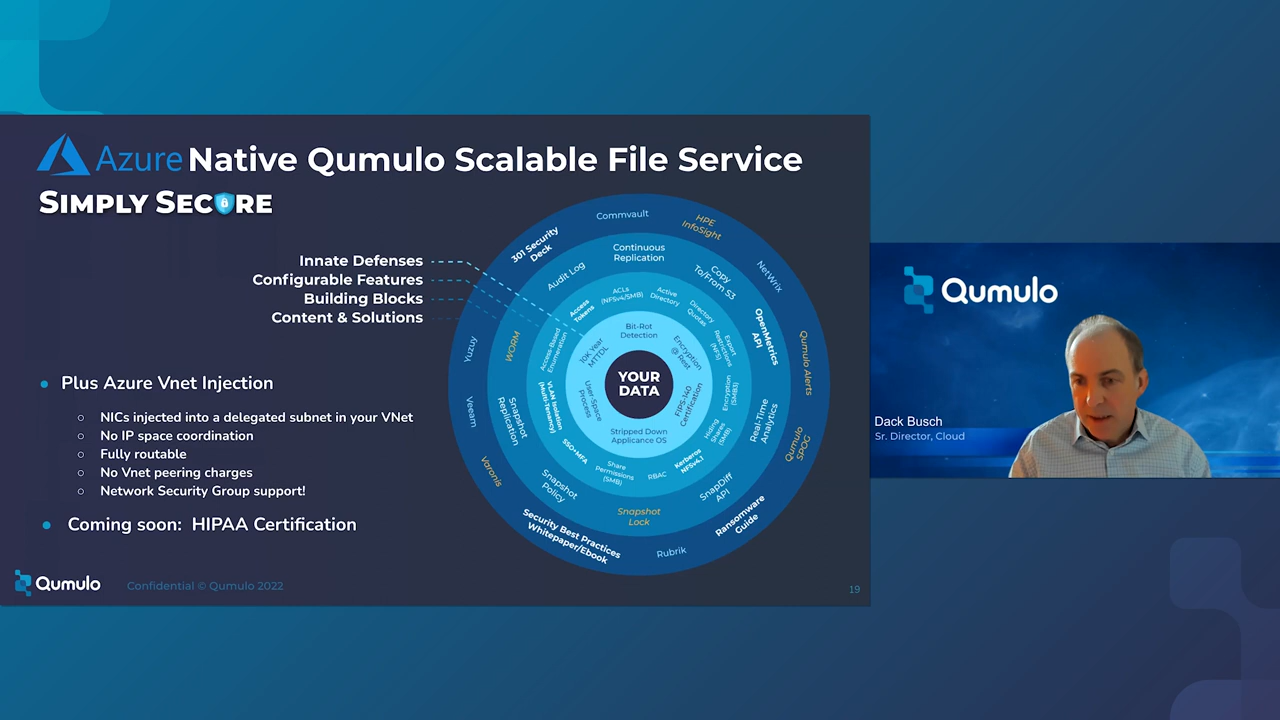 Azure Native Qumulo Scalable File Service
SIMPLY SECURE
Innate Defenses
Configurable Features
Building Blocks
Content & Solutions
Plus Azure Vnet Injection
NICs injected into a delegated subnet in your VNet
No IP space coordination
Fully routable
No Vnet peering charges
Network Security Group support!
Coming soon: HIPAA Certification
YOUR
DATA
Bit-Rot
Detection
Encryption
@ Rest
FIPS-140
Certification
Stripped Down
Applicance OS
User-Space
Process
10K Year
MTTDL
ACLs
(NFSv4/SMB)
Active
Directory
Directory
Quotas
Export
Restrictions
(NFS)
Encryption
(SMB3)
Hiding
Shares
(SMB)
Kerberos
NFSv4.1
RBAC
Share
Permissions
(SMB)
SSO+MFA
VLAN Isolation
(Multi-Tenancy)
Access-Based
Enumeration
Access
Tokens
Continuous
Replication
Copy
To/From S3
OpenMetrics
API
Real-Time
Analytics
SnapDiff
API
Snapshot
Lock
Snapshot
Policy
Snapshot
Replication
WORM
Audit Log
Commvault
HPE
InfoSight
NetWrix
Qumulo Alerts
Qumulo
SPOG
Ransomware
Guide
Rubrik
Security Best Practices
Whitepaper/Ebook
Varonis
Veeam
Yuzuy
301 Security
Deck
Qumulo
Confidential © Qumulo 2022
19
Qumulo
Dack Busch
Sr. Director, Cloud